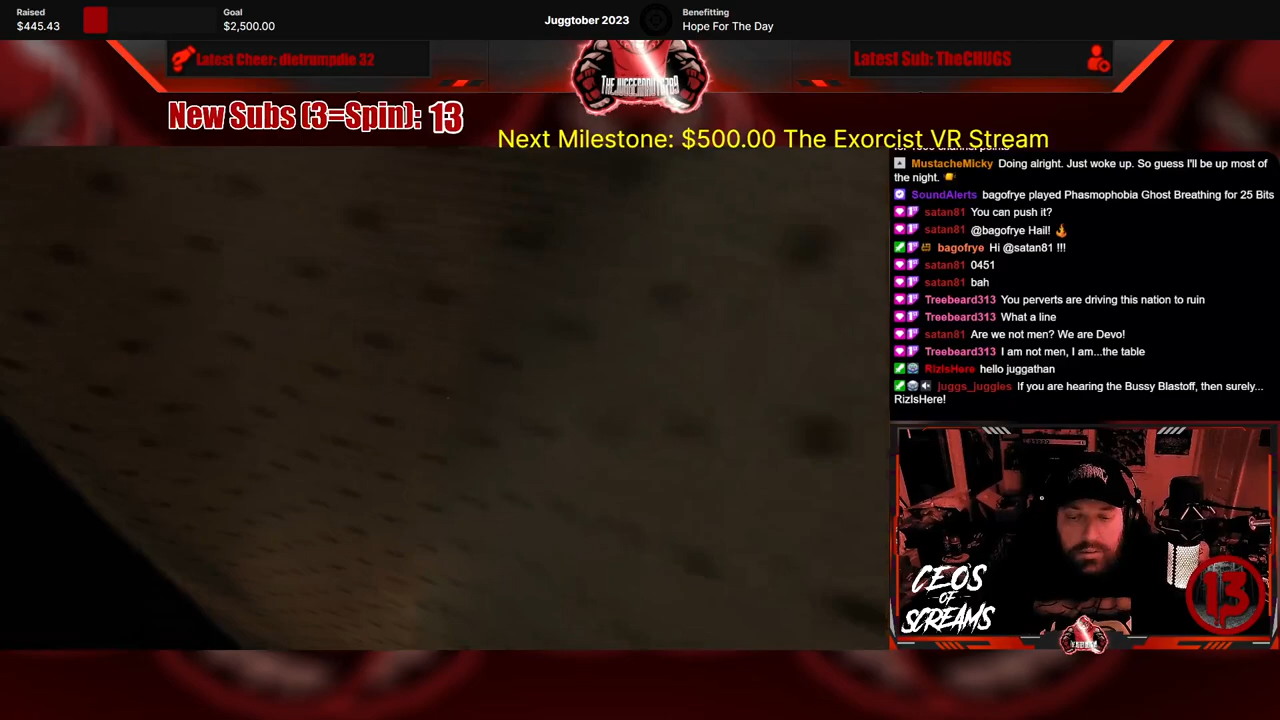 Raised
$445.43
Goal
$2,500.00
Juggtober 2023
Benefitting
Hope For The Day
Latest Cheer: dietrumpdie 32
Latest Sub: TheCHUGS
New Subs (3=Spin): 13
Next Milestone: $500.00 The Exorcist VR Stream
MustacheMicky Doing alright. Just woke up. So guess I'll be up most of
the night.
SoundAlerts bagofrye played Phasmophobia Ghost Breathing for 25 Bits
satan81 You can push it?
satan81 @bagofrye Hail!
bagofrye Hi @satan81 !!!
satan81 0451
satan81 bah
Treebeard313 You perverts are driving this nation to ruin
Treebeard313 What a line
satan81 Are we not men? We are Devo!
Treebeard313 I am not men, I am...the table
RizIsHere hello juggathan
juggs_juggles If you are hearing the Bussy Blastoff, then surely...
RizIsHere!
CEOS
OF
SCREAMS
13